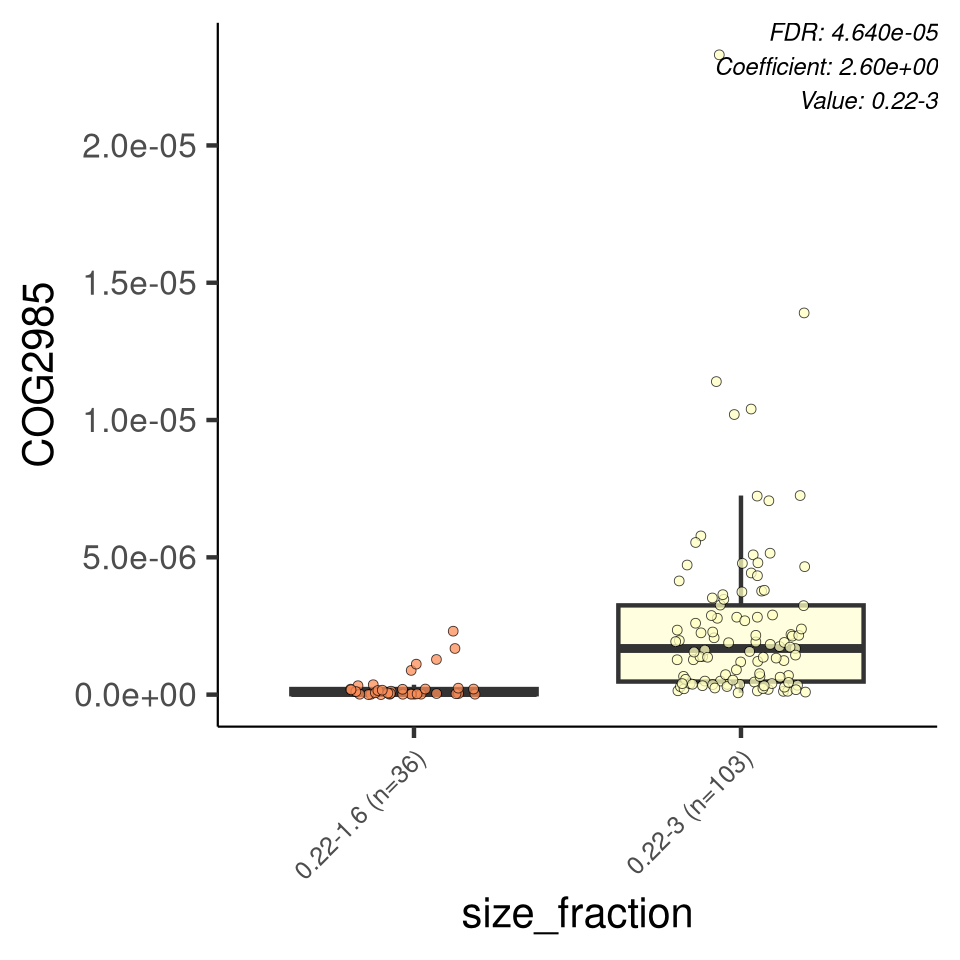 FDR: 4.640e-05
Coefficient: 2.60e+00
Value: 0.22-3
COG2985
2.0e-05
1.5e-05
1.0e-05
5.0e-06
0.0e+00
0.22-1.6 (n=36)
0.22-3 (n=103)
size_fraction